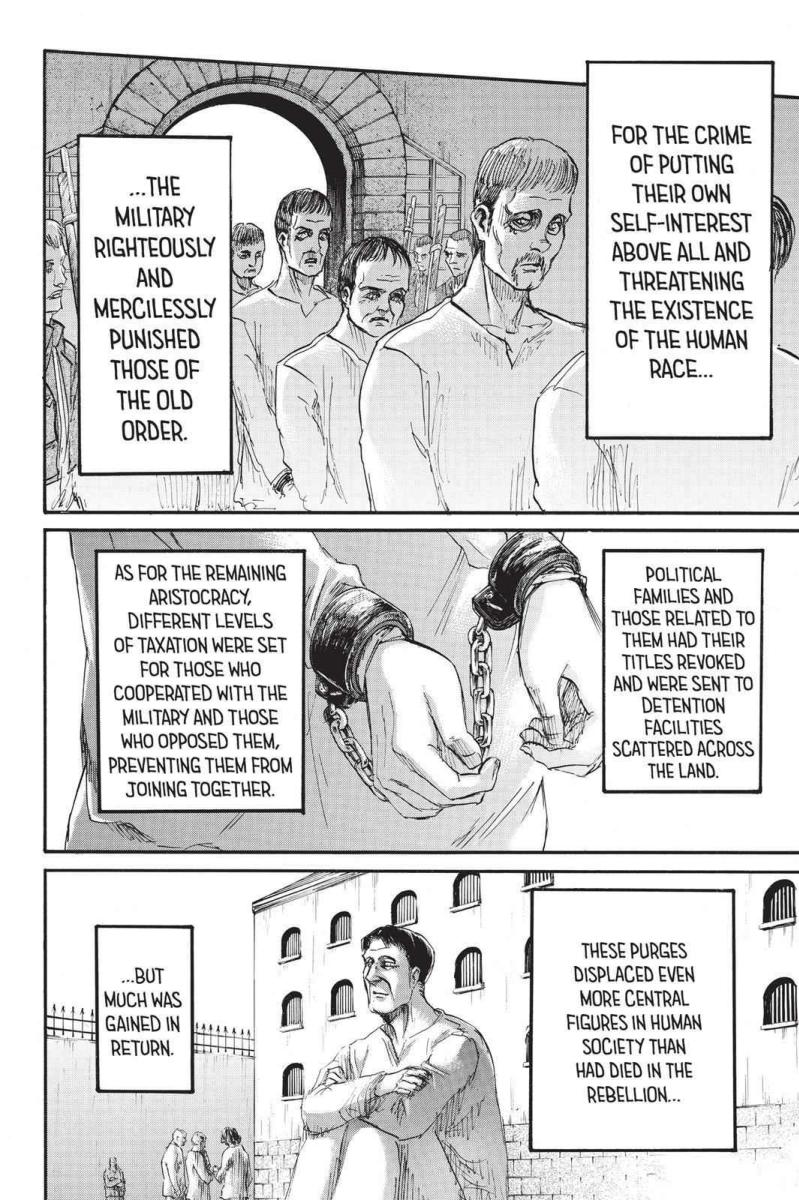 FOR THE CRIME
OF PUTTING
THEIR OWN
SELF-INTEREST
ABOVE ALL AND
THREATENING
THE EXISTENCE
OF THE HUMAN
RACE...
...THE
MILITARY
RIGHTEOUSLY
AND
MERCILESSLY
PUNISHED
THOSE OF
THE OLD
ORDER.
POLITICAL
FAMILIES AND
THOSE RELATED TO
THEM HAD THEIR
TITLES REVOKED
AND WERE SENT TO
DETENTION
FACILITIES
SCATTERED ACROSS
THE LAND.
AS FOR THE REMAINING
ARISTOCRACY,
DIFFERENT LEVELS
OF TAXATION WERE SET
FOR THOSE WHO
COOPERATED WITH THE
MILITARY AND THOSE
WHO OPPOSED THEM,
PREVENTING THEM FROM
JOINING TOGETHER.
THESE PURGES
DISPLACED EVEN
MORE CENTRAL
FIGURES IN HUMAN
SOCIETY THAN
HAD DIED IN THE
REBELLION...
...BUT
MUCH WAS
GAINED IN
RETURN.